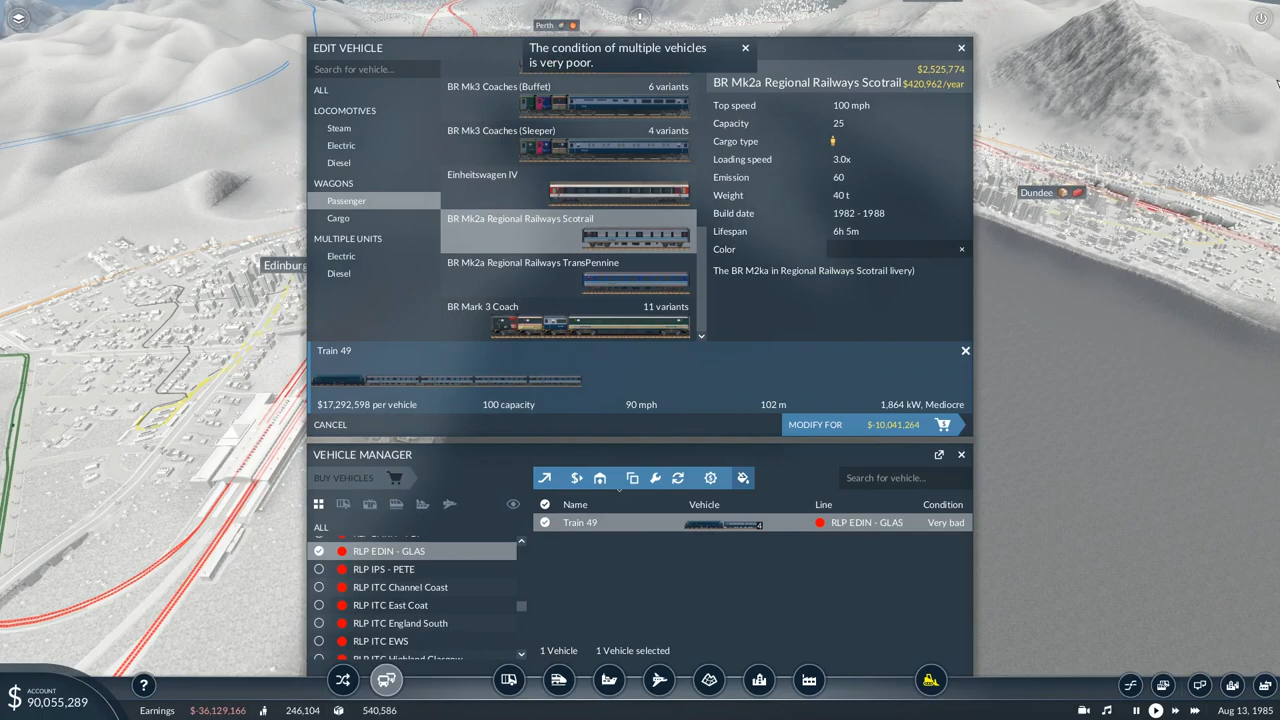 Perth
EDIT VEHICLE
The condition of multiple vehicles
is very poor.
Search for vehicle...
ALL
LOCOMOTIVES
Steam
Electric
Diesel
WAGONS
Passenger
Cargo
MULTIPLE UNITS
Electric
Diesel
BR Mk3 Coaches (Buffet) 6 variants
BR Mk3 Coaches (Sleeper) 4 variants
Einheitswagen IV
BR Mk2a Regional Railways Scotrail
BR Mk2a Regional Railways TransPennine
BR Mark 3 Coach 11 variants
$2,525,774
BR Mk2a Regional Railways Scotrail $420,962/year
Top speed 100 mph
Capacity 25
Cargo type
Loading speed 3.0x
Emission 60
Weight 40 t
Build date 1982 - 1988
Lifespan 6h 5m
Color
The BR M2ka in Regional Railways Scotrail livery)
Dundee
Edinburg
Train 49
$17,292,598 per vehicle 100 capacity 90 mph 102 m 1,864 kW, Mediocre
CANCEL
MODIFY FOR $-10,041,264
VEHICLE MANAGER
BUY VEHICLES
Search for vehicle...
ALL
RLP EDIN - GLAS
RLP IPS - PETE
RLP ITC Channel Coast
RLP ITC East Coat
RLP ITC England South
RLP ITC EWS
RLP ITC Highland Glasgow
Name Vehicle Line Condition
Train 49 4 RLP EDIN - GLAS Very bad
1 Vehicle 1 Vehicle selected
$ ACCOUNT
90,055,289
?
Earnings $-36,129,166 246,104 540,586
Aug 13, 1985